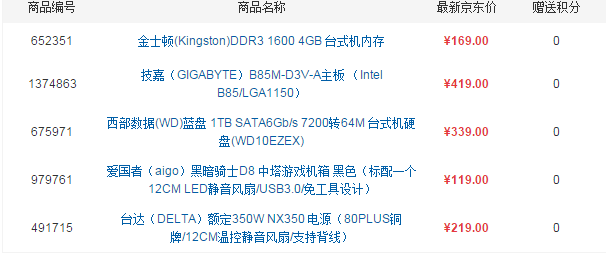 商品编号 商品名称 最新京东价 赠送积分
652351 金士顿(Kingston)DDR3 1600 4GB 台式机内存 ¥169.00 0
技嘉（GIGABYTE）B85M-D3V-A主板 （Intel
1374863 ¥419.00 0
B85/LGA1150）
西部数据(WD)蓝盘 1TB SATA6Gb/s 7200转64M 台式机硬
675971 ¥339.00 0
盘(WD10EZEX)
爱国者（aigo）黑暗骑士D8 中塔游戏机箱 黑色（标配一个
979761 ¥119.00 0
12CM LED静音风扇/USB3.0/免工具设计）
台达（DELTA）额定350W NX350 电源（80PLUS铜
491715 ¥219.00 0
牌/12CM温控静音风扇/支持背线）